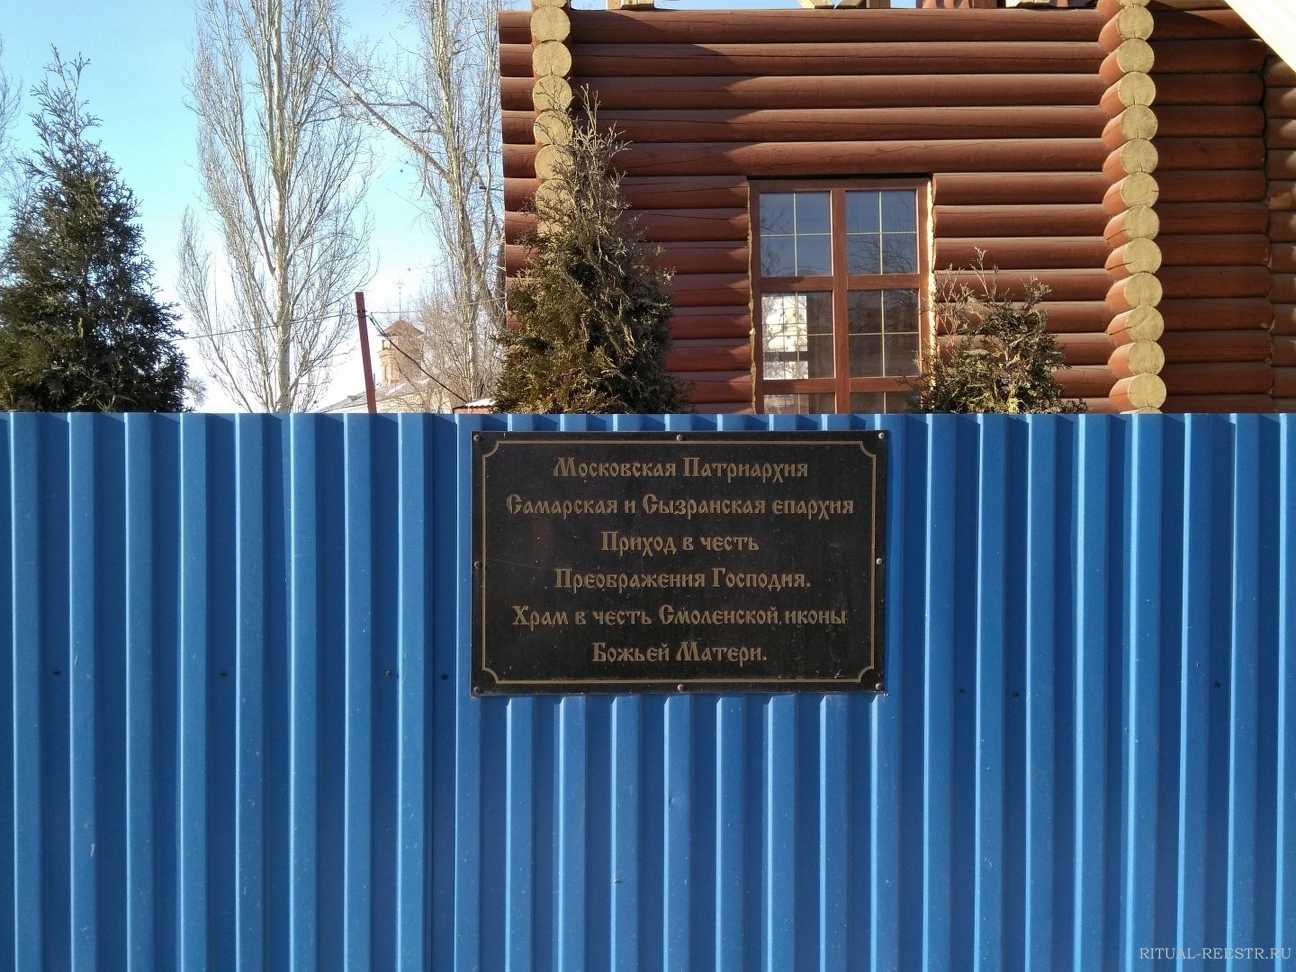 Московская Патриархия
Самарская и Сызранская епархия
Приход в честь
Преображения Господня.
Храм в честь Смоленской иконы
Божьей Матери.
RITUAL-REESTR.RU